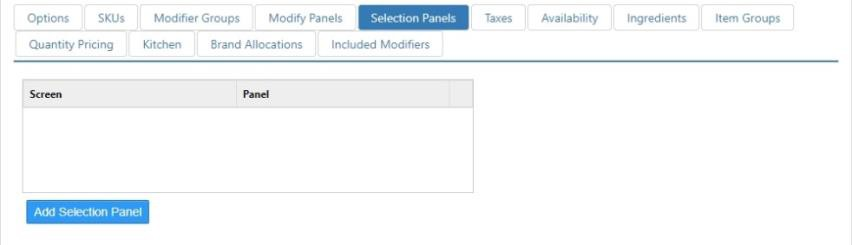 Options SKUs Modifier Groups Modify Panels Selection Panels Taxes Availability Ingredients Item Groups
Quantity Pricing Kitchen Brand Allocations Included Modifiers
Screen Panel
Add Selection Panel